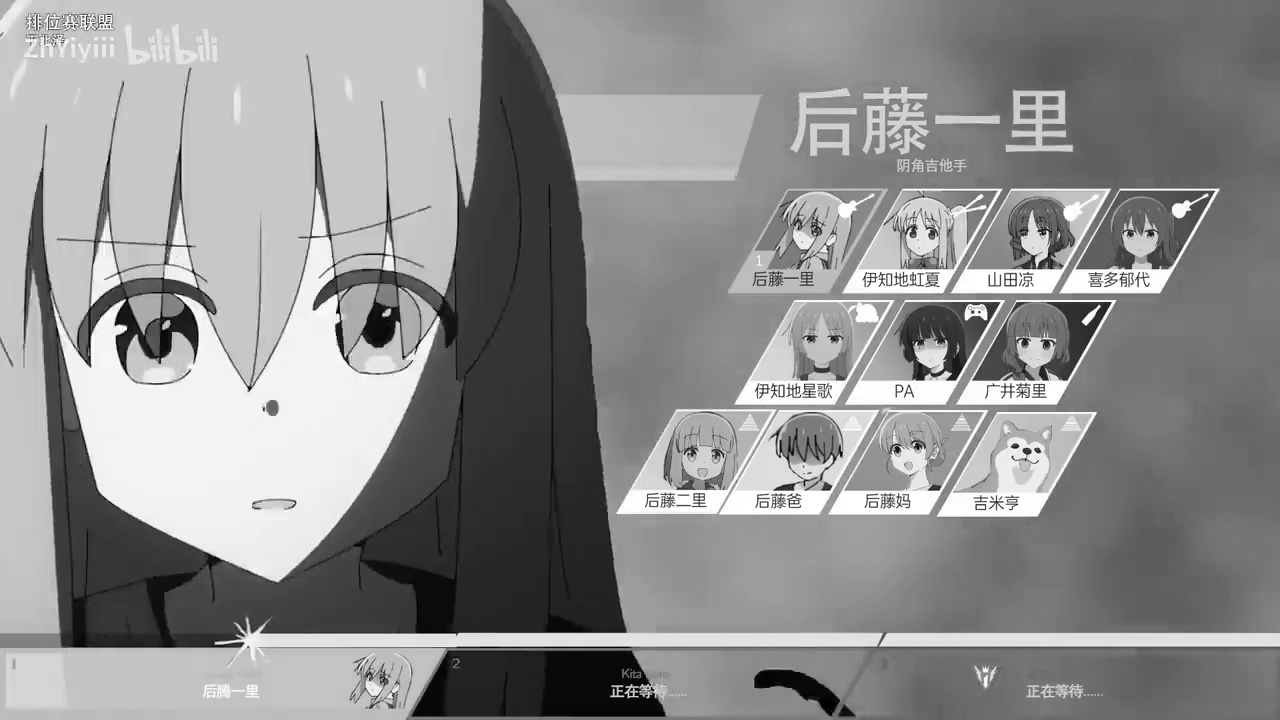 排位赛联盟
ZhYiyiii bilibili
后藤一里
阴角吉他手
1
后藤一里
伊知地虹夏
山田凉
喜多郁代
伊知地星歌
PA
广井菊里
后藤二里
后藤爸
后藤妈
吉米亨
1
后藤一里
2
Kita
正在等待......
3
正在等待......